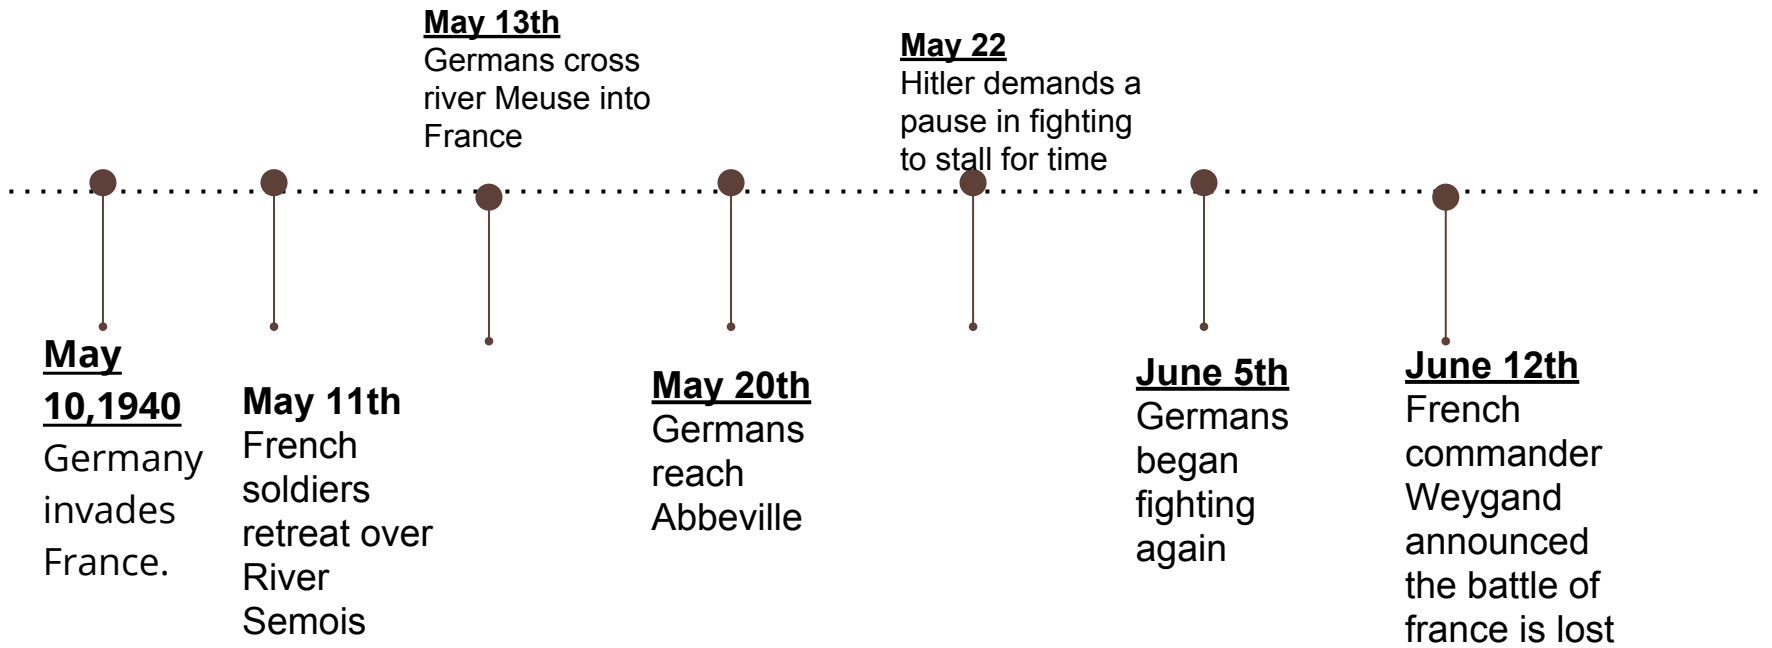 May
10,1940
Germany
invades
France.
May 11th
French
soldiers
retreat over
River
Semois
May 13th
Germans cross
river Meuse into
France
May 20th
Germans
reach
Abbeville
May 22
Hitler demands a
pause in fighting
to stall for time
June 5th
Germans
began
fighting
again
June 12th
French
commander
Weygand
announced
the battle of
france is lost